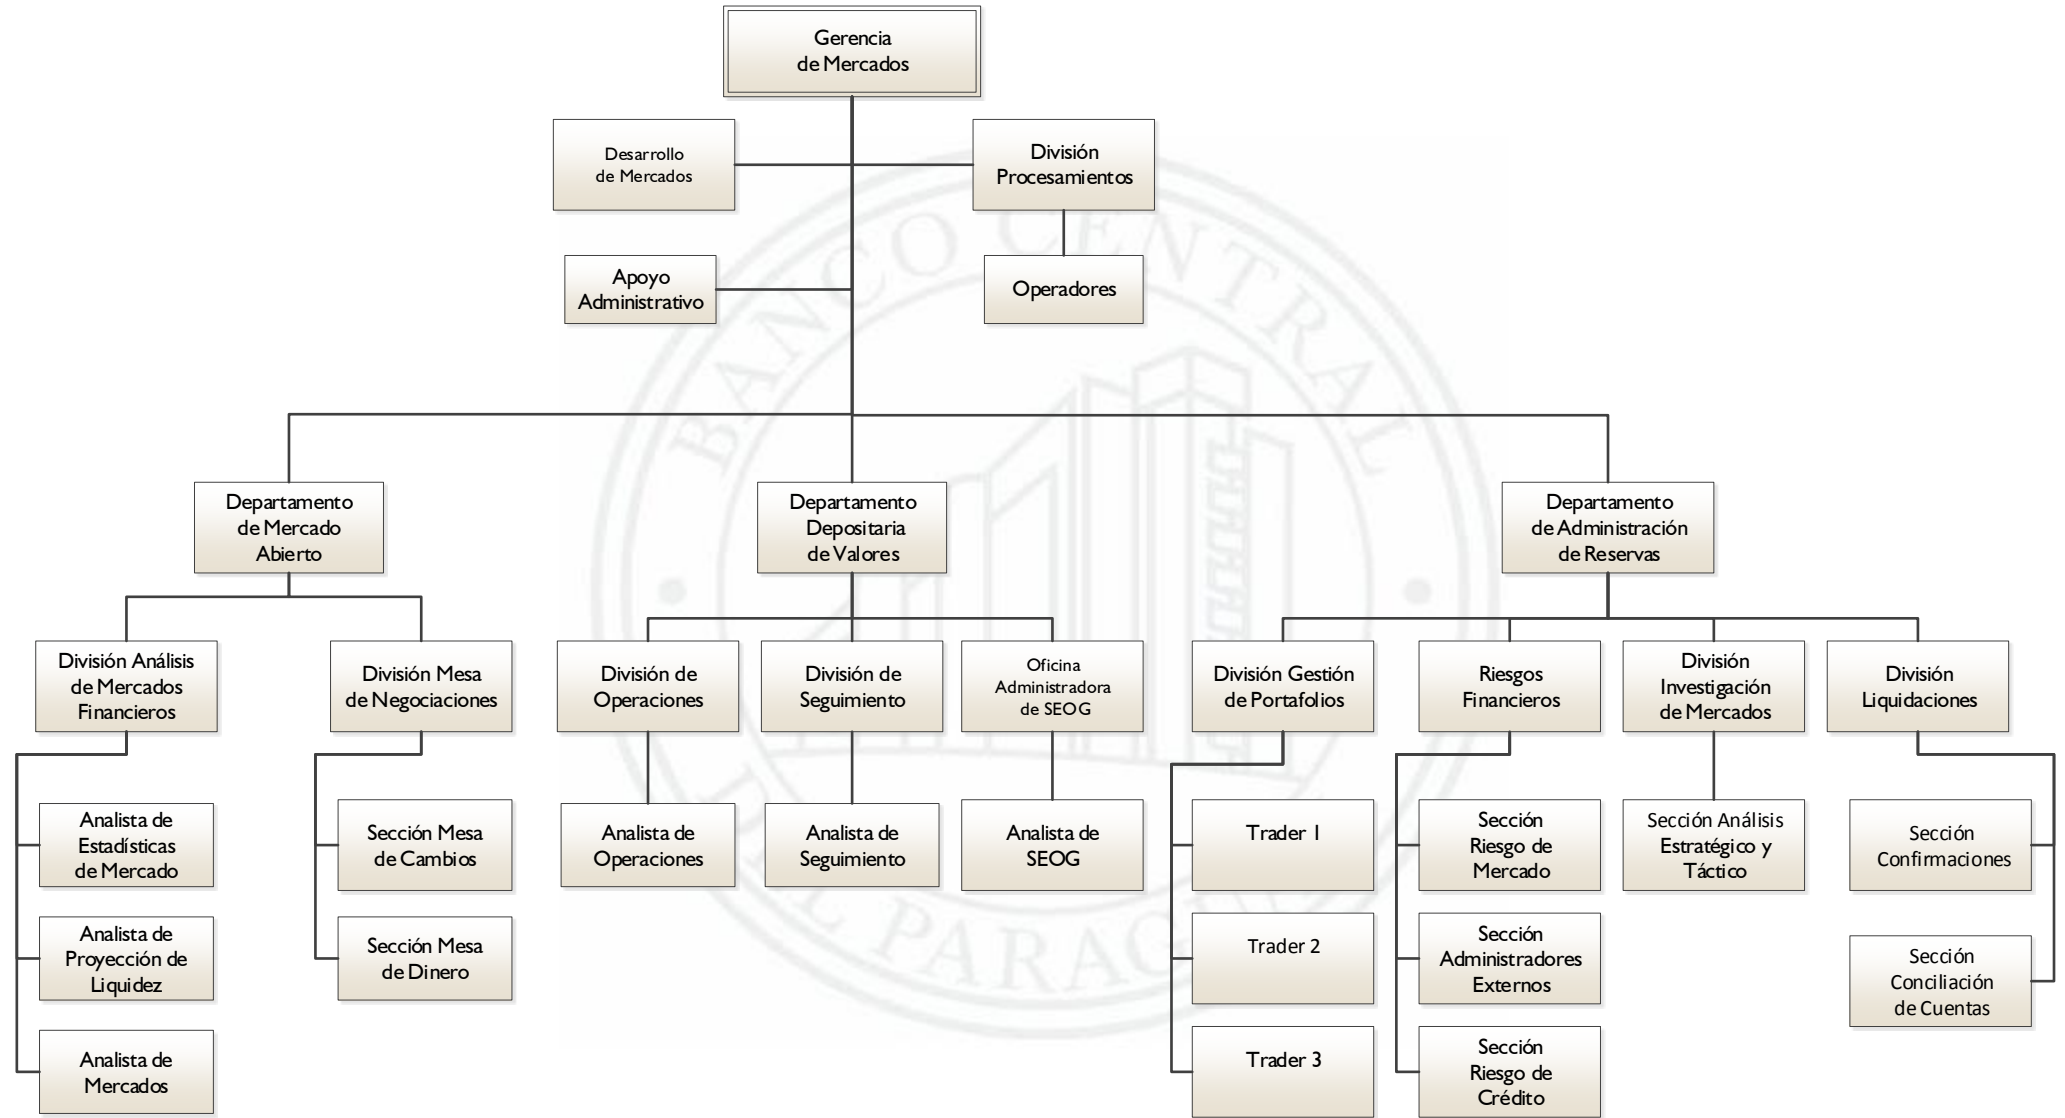 Gerencia
de Mercados
Desarrollo
de Mercados
División
Procesamientos
Apoyo
Administrativo
Operadores
Departamento
de Mercado
Abierto
Departamento
Depositaria
de Valores
Departamento
de Administración
de Reservas
División Análisis
de Mercados
Financieros
División Mesa
de Negociaciones
División de
Operaciones
División de
Seguimiento
Oficina
Administradora
de SEOG
División Gestión
de Portafolios
Riesgos
Financieros
División
Investigación
de Mercados
División
Liquidaciones
Analista de
Estadísticas
de Mercado
Sección Mesa
de Cambios
Analista de
Operaciones
Analista de
Seguimiento
Analista de
SEOG
Trader 1
Sección
Riesgo de
Mercado
Sección Análisis
Estratégico y
Táctico
Sección
Confirmaciones
Analista de
Proyección de
Liquidez
Sección Mesa
de Dinero
Trader 2
Sección
Administradores
Externos
Sección
Conciliación
de Cuentas
Analista de
Mercados
Trader 3
Sección
Riesgo de
Crédito
BANCO CENTRAL
DEL PARAGUAY